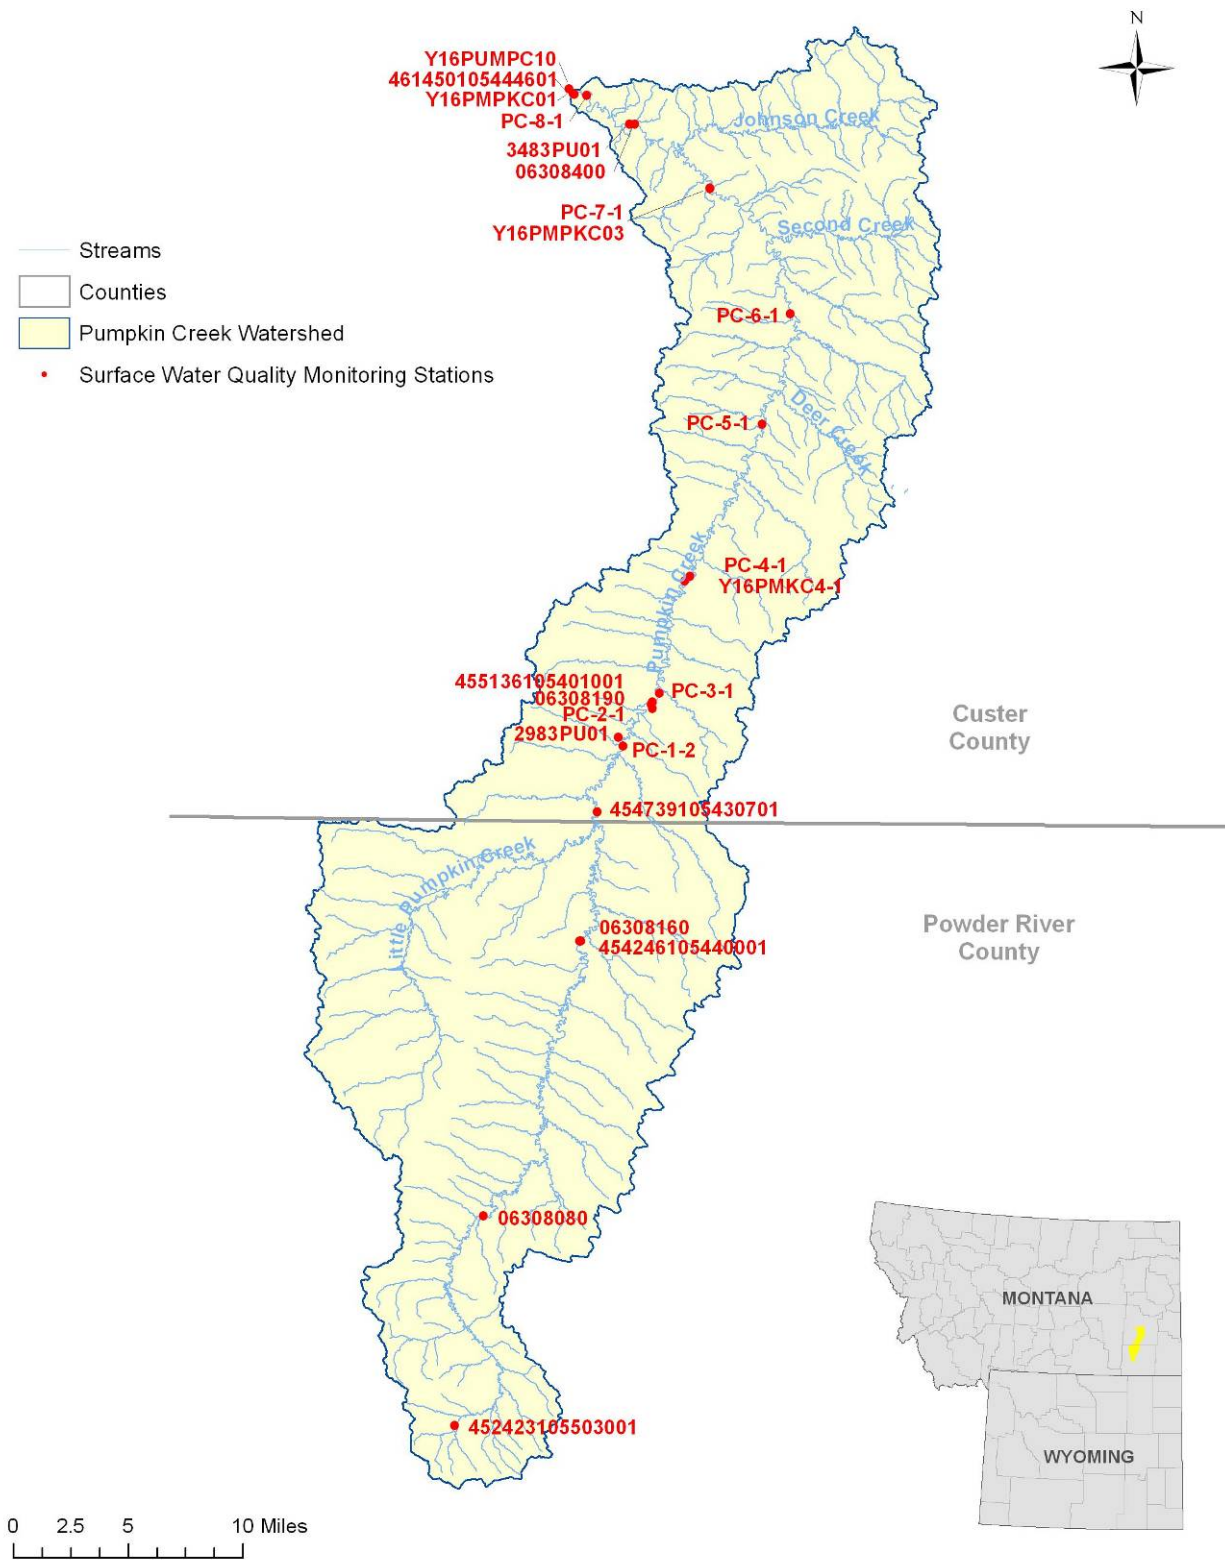 N
Y16PUMPC10
461450105444601
Y16PMPKC01
PC-8-1
Johnson Creek
3483PU01
06308400
PC-7-1
Y16PMPKC03
Second Creek
Streams
Counties
Pumpkin Creek Watershed
Surface Water Quality Monitoring Stations
PC-6-1
Deer Creek
PC-5-1
PC-4-1
Y16PMKC4-1
Pumpkin Creek
455136105401001
06308190
PC-3-1
PC-2-1
2983PU01
PC-1-2
Custer
County
454739105430701
Little Pumpkin Creek
06308160
454246105440001
Powder River
County
06308080
MONTANA
WYOMING
452423105503001
0 2.5 5 10 Miles